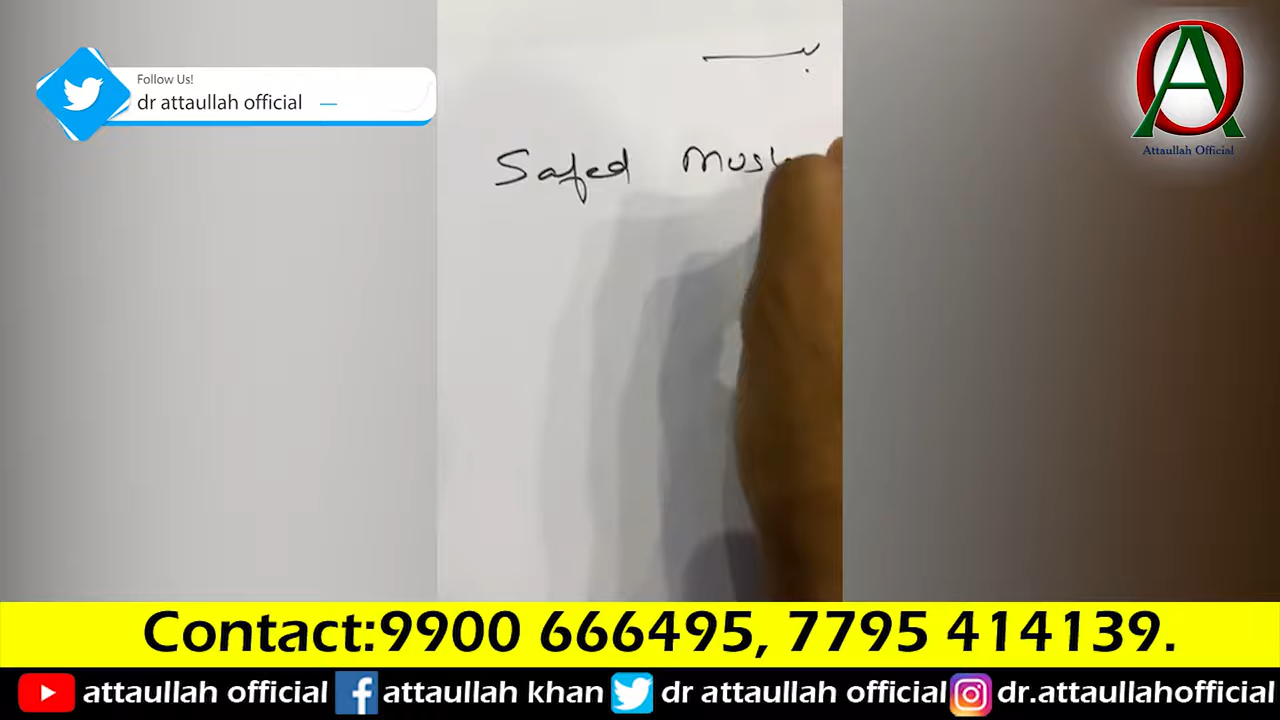 Follow Us!
dr attaullah official
Attaullah Official
Safed
Contact:9900 666495, 7795 414139.
attaullah official attaullah khan dr attaullah official dr.attaullahofficial